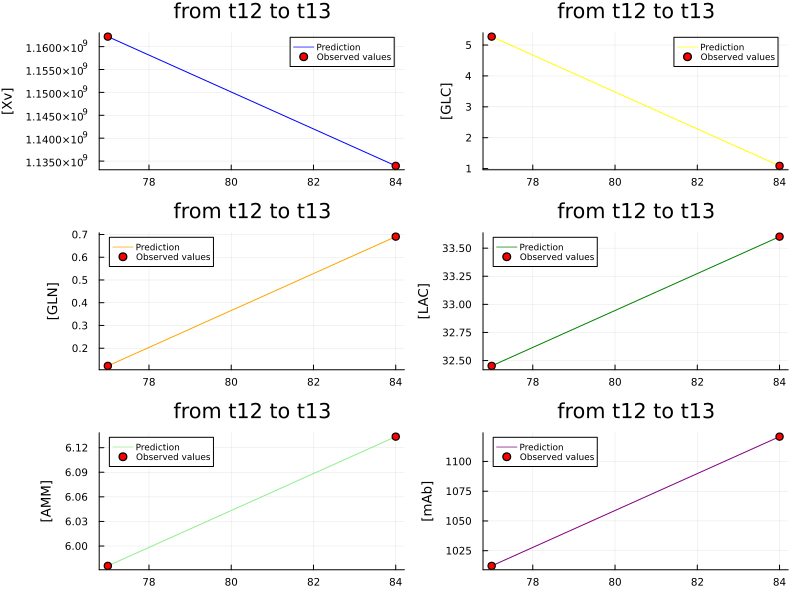 from t12 to t13
[Xv]
1.1600×10⁹
1.1550×10⁹
1.1500×10⁹
1.1450×10⁹
1.1400×10⁹
1.1350×10⁹
Prediction
Observed values
78 80 82 84
from t12 to t13
[GLC]
5
4
3
2
1
Prediction
Observed values
78 80 82 84
from t12 to t13
[GLN]
0.7
0.6
0.5
0.4
0.3
0.2
Prediction
Observed values
78 80 82 84
from t12 to t13
[LAC]
33.50
33.25
33.00
32.75
32.50
Prediction
Observed values
78 80 82 84
from t12 to t13
[AMM]
6.12
6.09
6.06
6.03
6.00
Prediction
Observed values
78 80 82 84
from t12 to t13
[mAb]
1100
1075
1050
1025
Prediction
Observed values
78 80 82 84